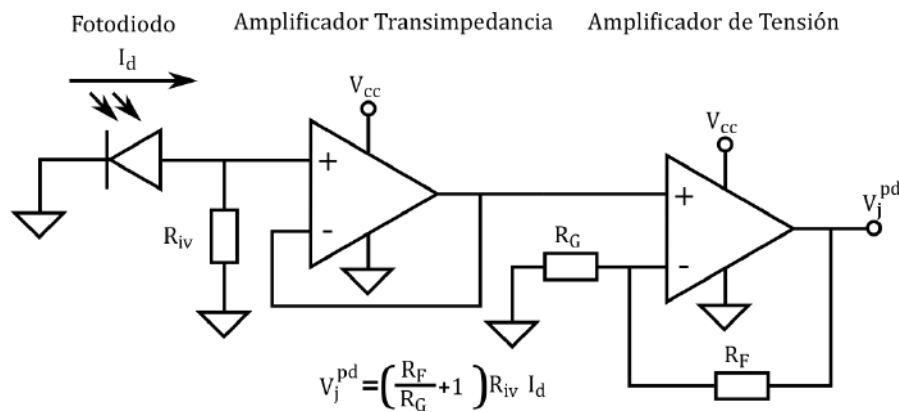 Fotodiodo
Amplificador Transimpedancia
Amplificador de Tensión
I_d
V_cc
V_cc
+
-
R_iv
+
-
R_G
V_j^pd
R_F
V_j^pd = (R_F/R_G + 1) R_iv I_d